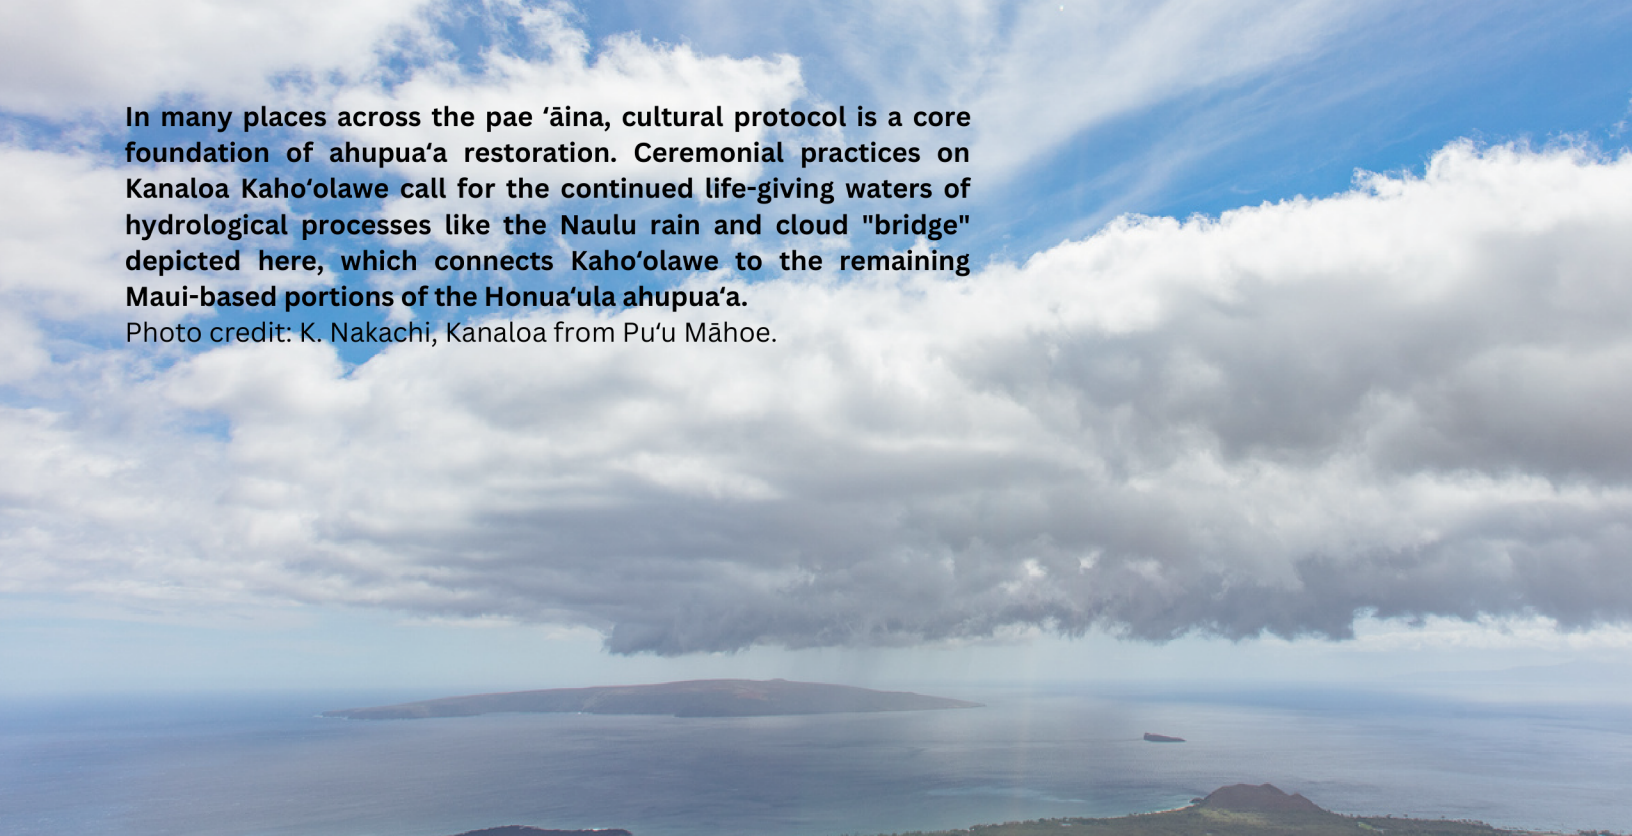 In many places across the pae ʻāina, cultural protocol is a core
foundation of ahupuaʻa restoration. Ceremonial practices on
Kanaloa Kahoʻolawe call for the continued life-giving waters of
hydrological processes like the Naulu rain and cloud "bridge"
depicted here, which connects Kahoʻolawe to the remaining
Maui-based portions of the Honuaʻula ahupuaʻa.
Photo credit: K. Nakachi, Kanaloa from Puʻu Māhoe.